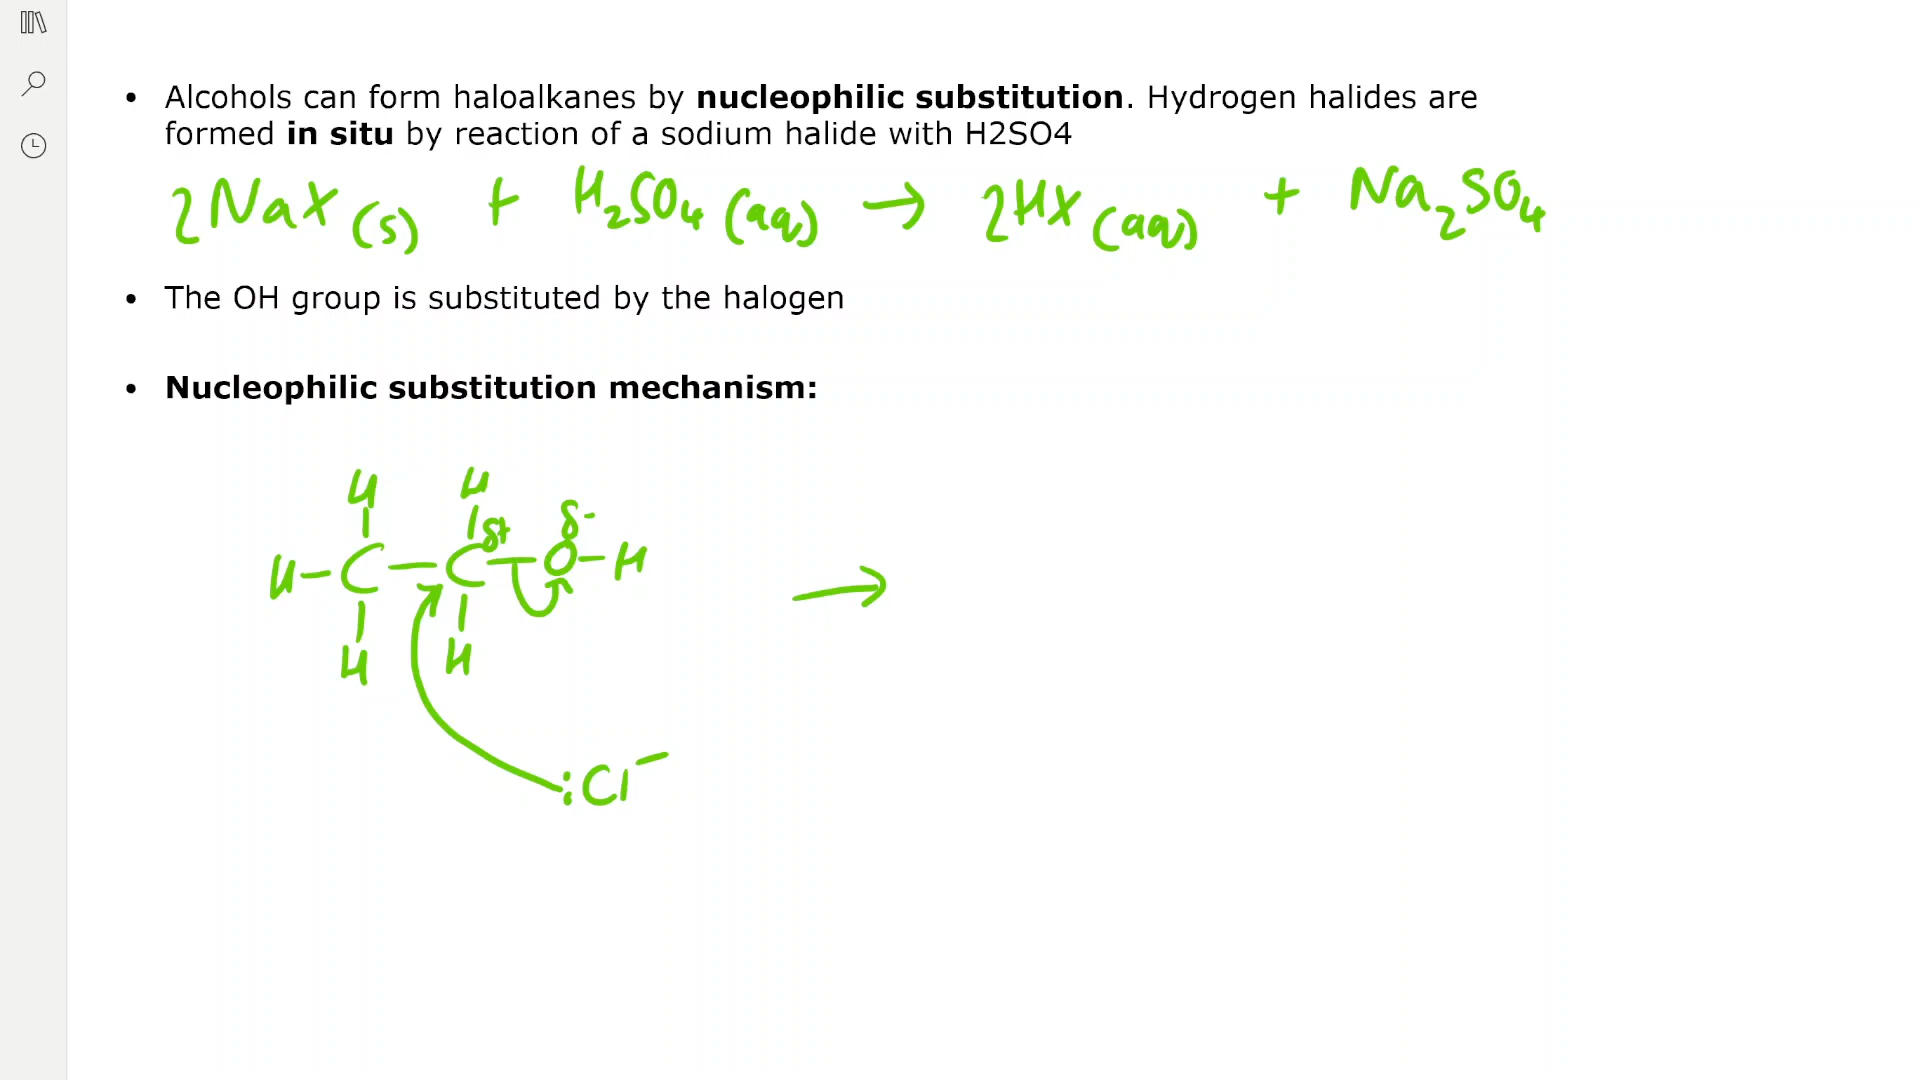 • Alcohols can form haloalkanes by nucleophilic substitution. Hydrogen halides are
formed in situ by reaction of a sodium halide with H2SO4
2NaX (s) + H₂SO₄ (aq) → 2HX (aq) + Na₂SO₄
• The OH group is substituted by the halogen
• Nucleophilic substitution mechanism:
H H
δ+ δ-
H-C-C-O-H →
H H
:Cl⁻